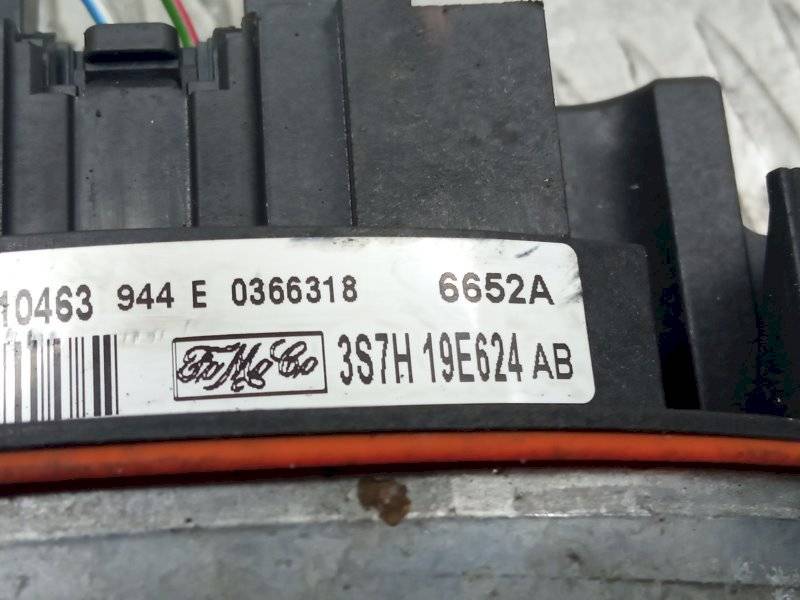 10463 944 E 0366318 6652A
FoMoCo 3S7H 19E624 AB